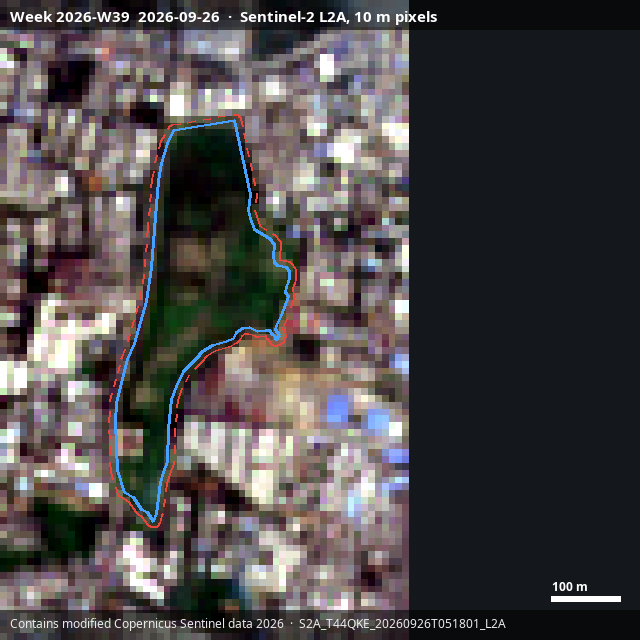 Week 2026-W39  2026-09-26  ·  Sentinel-2 L2A, 10 m pixels
100 m
Contains modified Copernicus Sentinel data 2026  ·  S2A_T44QKE_20260926T051801_L2A